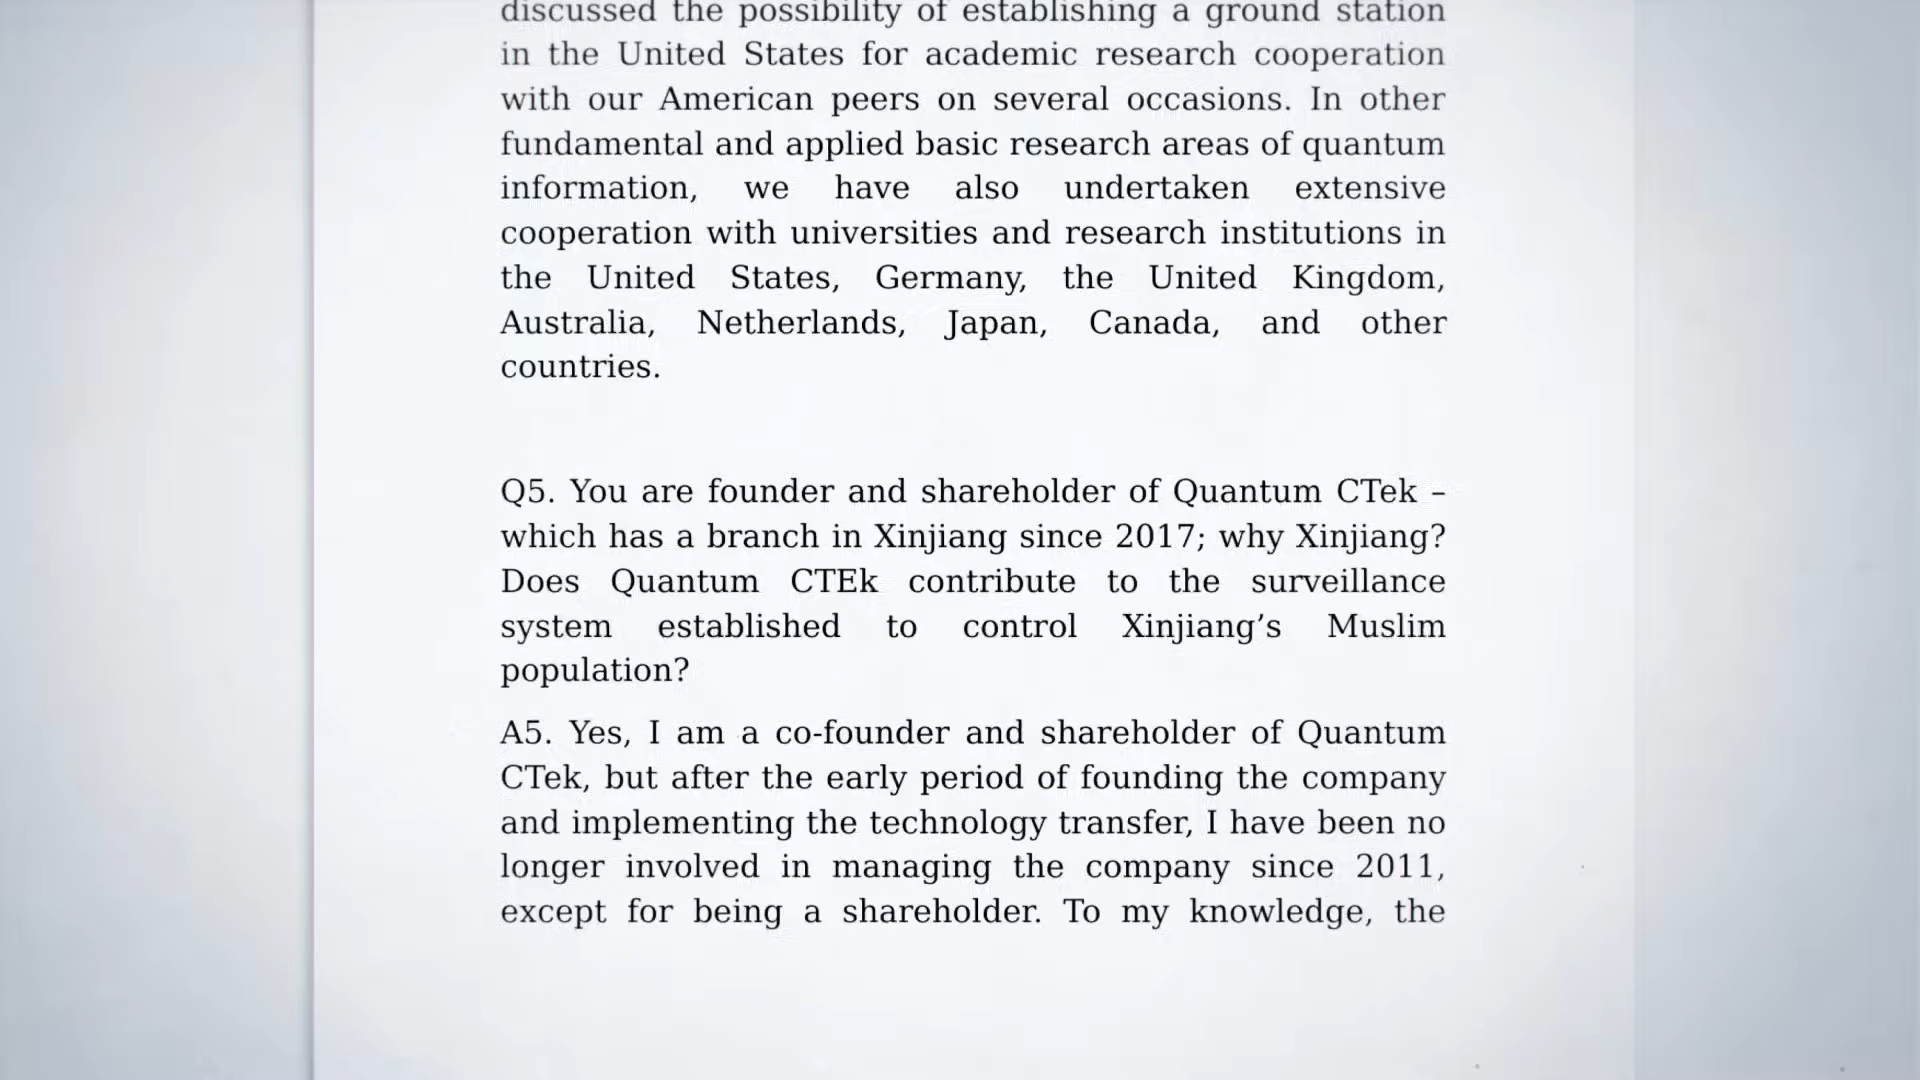 discussed the possibility of establishing a ground station
in the United States for academic research cooperation
with our American peers on several occasions. In other
fundamental and applied basic research areas of quantum
information, we have also undertaken extensive
cooperation with universities and research institutions in
the United States, Germany, the United Kingdom,
Australia, Netherlands, Japan, Canada, and other
countries.
Q5. You are founder and shareholder of Quantum CTek –
which has a branch in Xinjiang since 2017; why Xinjiang?
Does Quantum CTEk contribute to the surveillance
system established to control Xinjiang’s Muslim
population?
A5. Yes, I am a co-founder and shareholder of Quantum
CTek, but after the early period of founding the company
and implementing the technology transfer, I have been no
longer involved in managing the company since 2011,
except for being a shareholder. To my knowledge, the